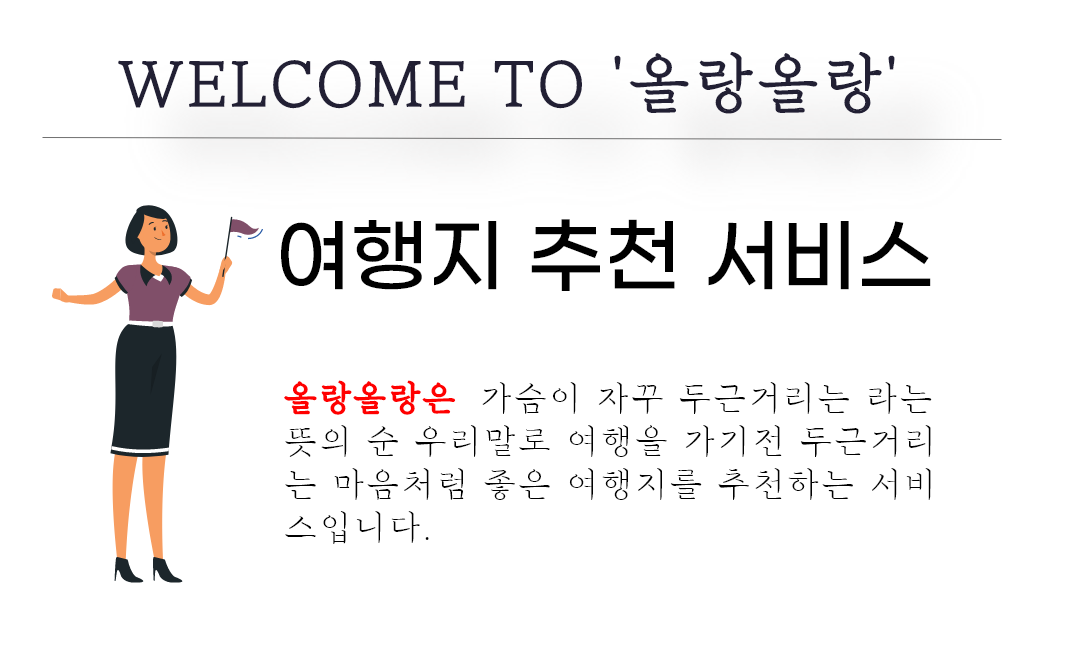 WELCOME TO '올랑올랑'
여행지 추천 서비스
올랑올랑은 가슴이 자꾸 두근거리는 라는
뜻의 순 우리말로 여행을 가기전 두근거리
는 마음처럼 좋은 여행지를 추천하는 서비
스입니다.